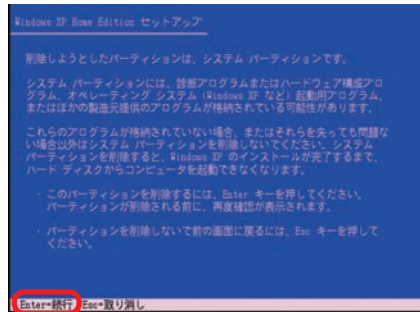 Windows XP Home Edition セットアップ
削除しようとしたパーティションは、システム パーティションです。
システム パーティションには、診断プログラムまたはハードウェア構成プロ
グラム、オペレーティング システム (Windows XP など) 起動用プログラム、
またはほかの製造元提供のプログラムが格納されている可能性があります。
これらのプログラムが格納されていない場合、またはそれらを失っても問題な
い場合以外はシステム パーティションを削除しないでください。システム
パーティションを削除すると、Windows XP のインストールが完了するまで、
ハード ディスクからコンピュータを起動できなくなります。
・ このパーティションを削除するには、Enter キーを押してください。
パーティションが削除される前に、再度確認が表示されます。
・ パーティションを削除しないで前の画面に戻るには、Esc キーを押して
ください。
Enter=続行 Esc=取り消し